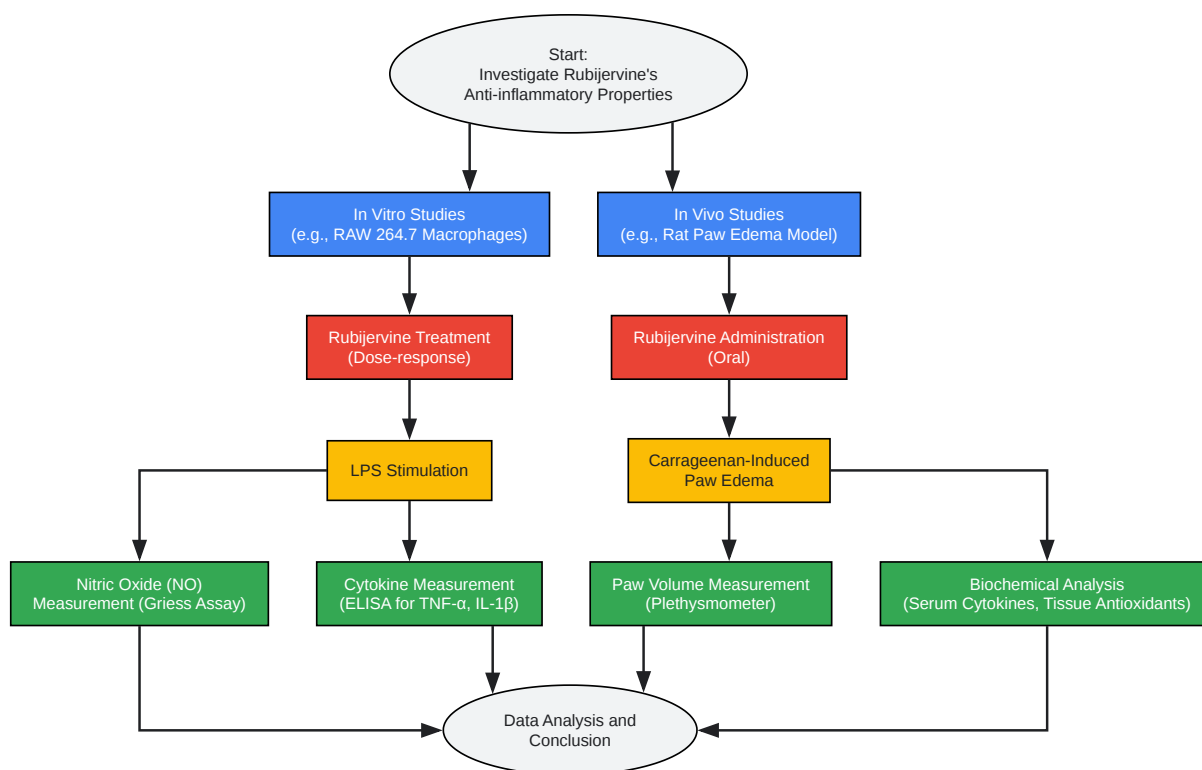 Start:
Investigate Rubijervine's
Anti-inflammatory Properties
In Vitro Studies
(e.g., RAW 264.7 Macrophages)
In Vivo Studies
(e.g., Rat Paw Edema Model)
Rubijervine Treatment
(Dose-response)
Rubijervine Administration
(Oral)
LPS Stimulation
Carrageenan-Induced
Paw Edema
Nitric Oxide (NO)
Measurement (Griess Assay)
Cytokine Measurement
(ELISA for TNF-α, IL-1β)
Paw Volume Measurement
(Plethysmometer)
Biochemical Analysis
(Serum Cytokines, Tissue Antioxidants)
Data Analysis and
Conclusion